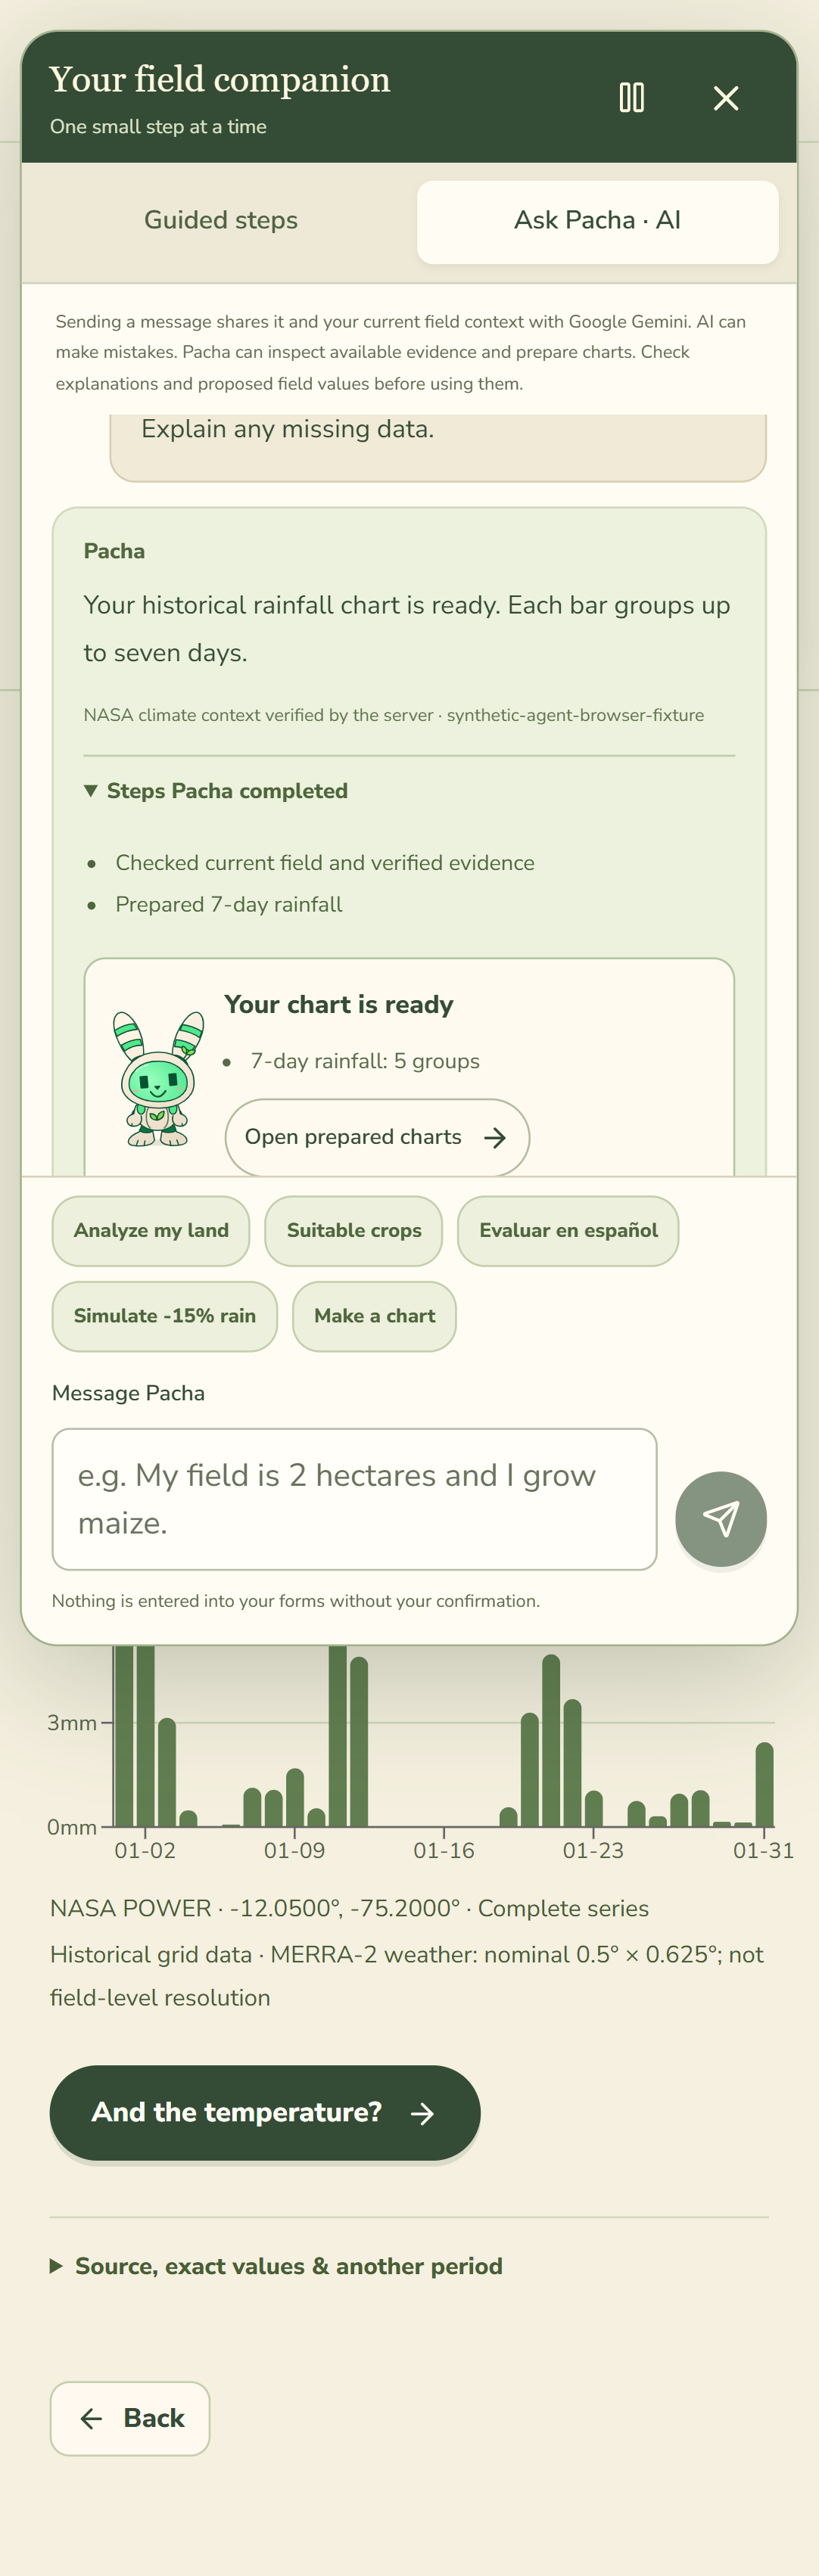 Your field companion
One small step at a time
Guided steps
Ask Pacha · AI
Sending a message shares it and your current field context with Google Gemini. AI can
make mistakes. Pacha can inspect available evidence and prepare charts. Check
explanations and proposed field values before using them.
Explain any missing data.
Pacha
Your historical rainfall chart is ready. Each bar groups up
to seven days.
NASA climate context verified by the server · synthetic-agent-browser-fixture
▼ Steps Pacha completed
• Checked current field and verified evidence
• Prepared 7-day rainfall
Your chart is ready
• 7-day rainfall: 5 groups
Open prepared charts →
Analyze my land
Suitable crops
Evaluar en español
Simulate -15% rain
Make a chart
Message Pacha
e.g. My field is 2 hectares and I grow
maize.
Nothing is entered into your forms without your confirmation.
3mm
0mm
01-02 01-09 01-16 01-23 01-31
NASA POWER · -12.0500°, -75.2000° · Complete series
Historical grid data · MERRA-2 weather: nominal 0.5° × 0.625°; not
field-level resolution
And the temperature? →
▶ Source, exact values & another period
← Back